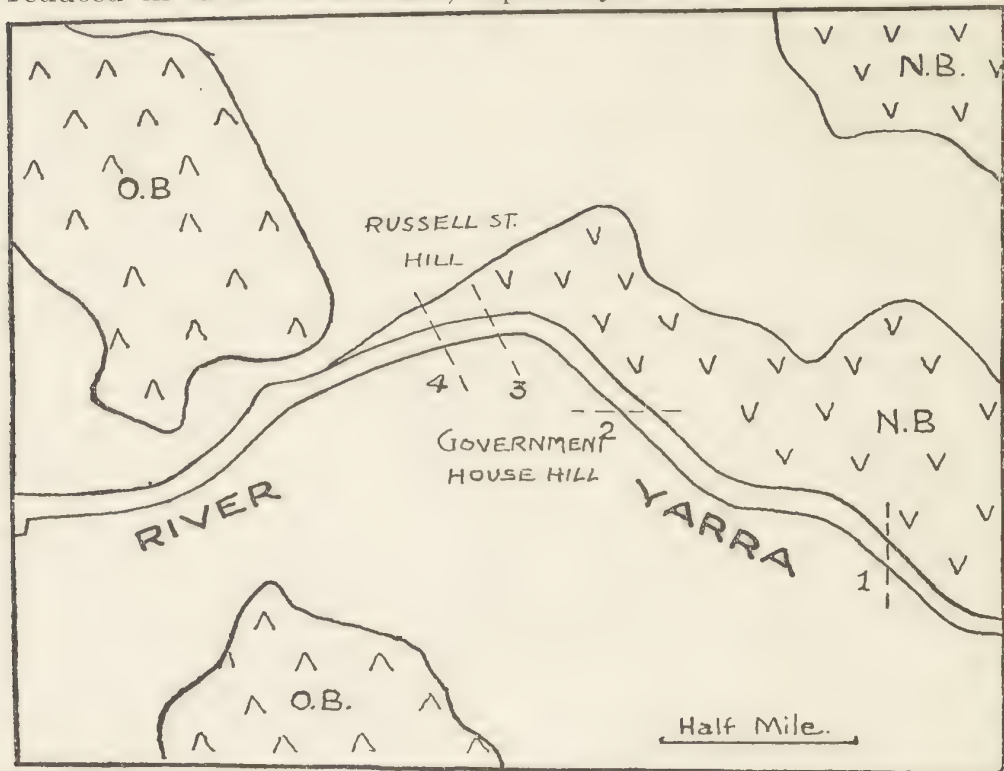 N.B.
O.B
RUSSELL ST.
HILL
4
3
2
GOVERNMENT
HOUSE HILL
N.B
RIVER
YARRA
1
O.B.
Half Mile.